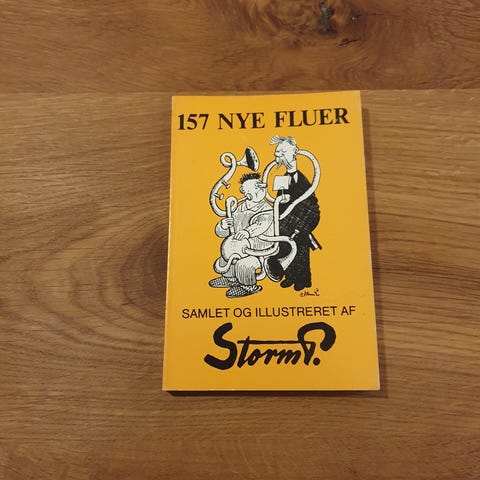 157 NYE FLUER
SAMLET OG ILLUSTRERET AF
Storm P.